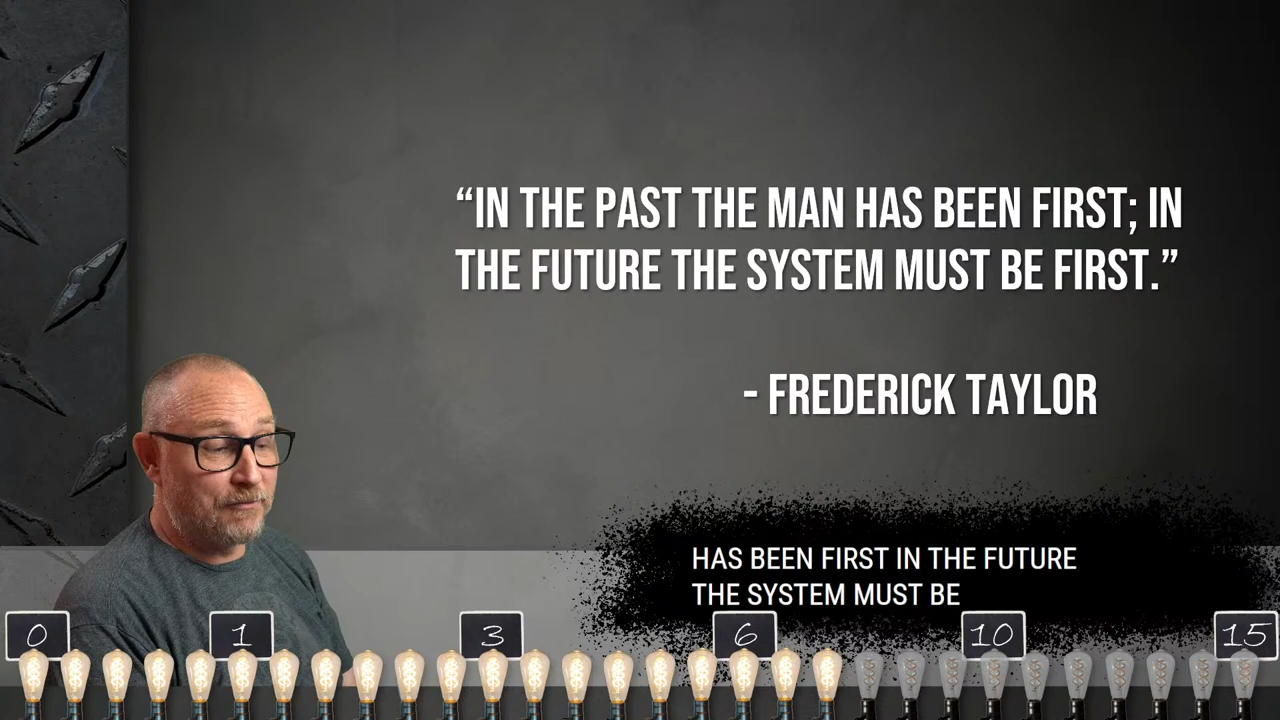 “IN THE PAST THE MAN HAS BEEN FIRST; IN
THE FUTURE THE SYSTEM MUST BE FIRST.”
- FREDERICK TAYLOR
HAS BEEN FIRST IN THE FUTURE
THE SYSTEM MUST BE
0 1 3 6 10 15